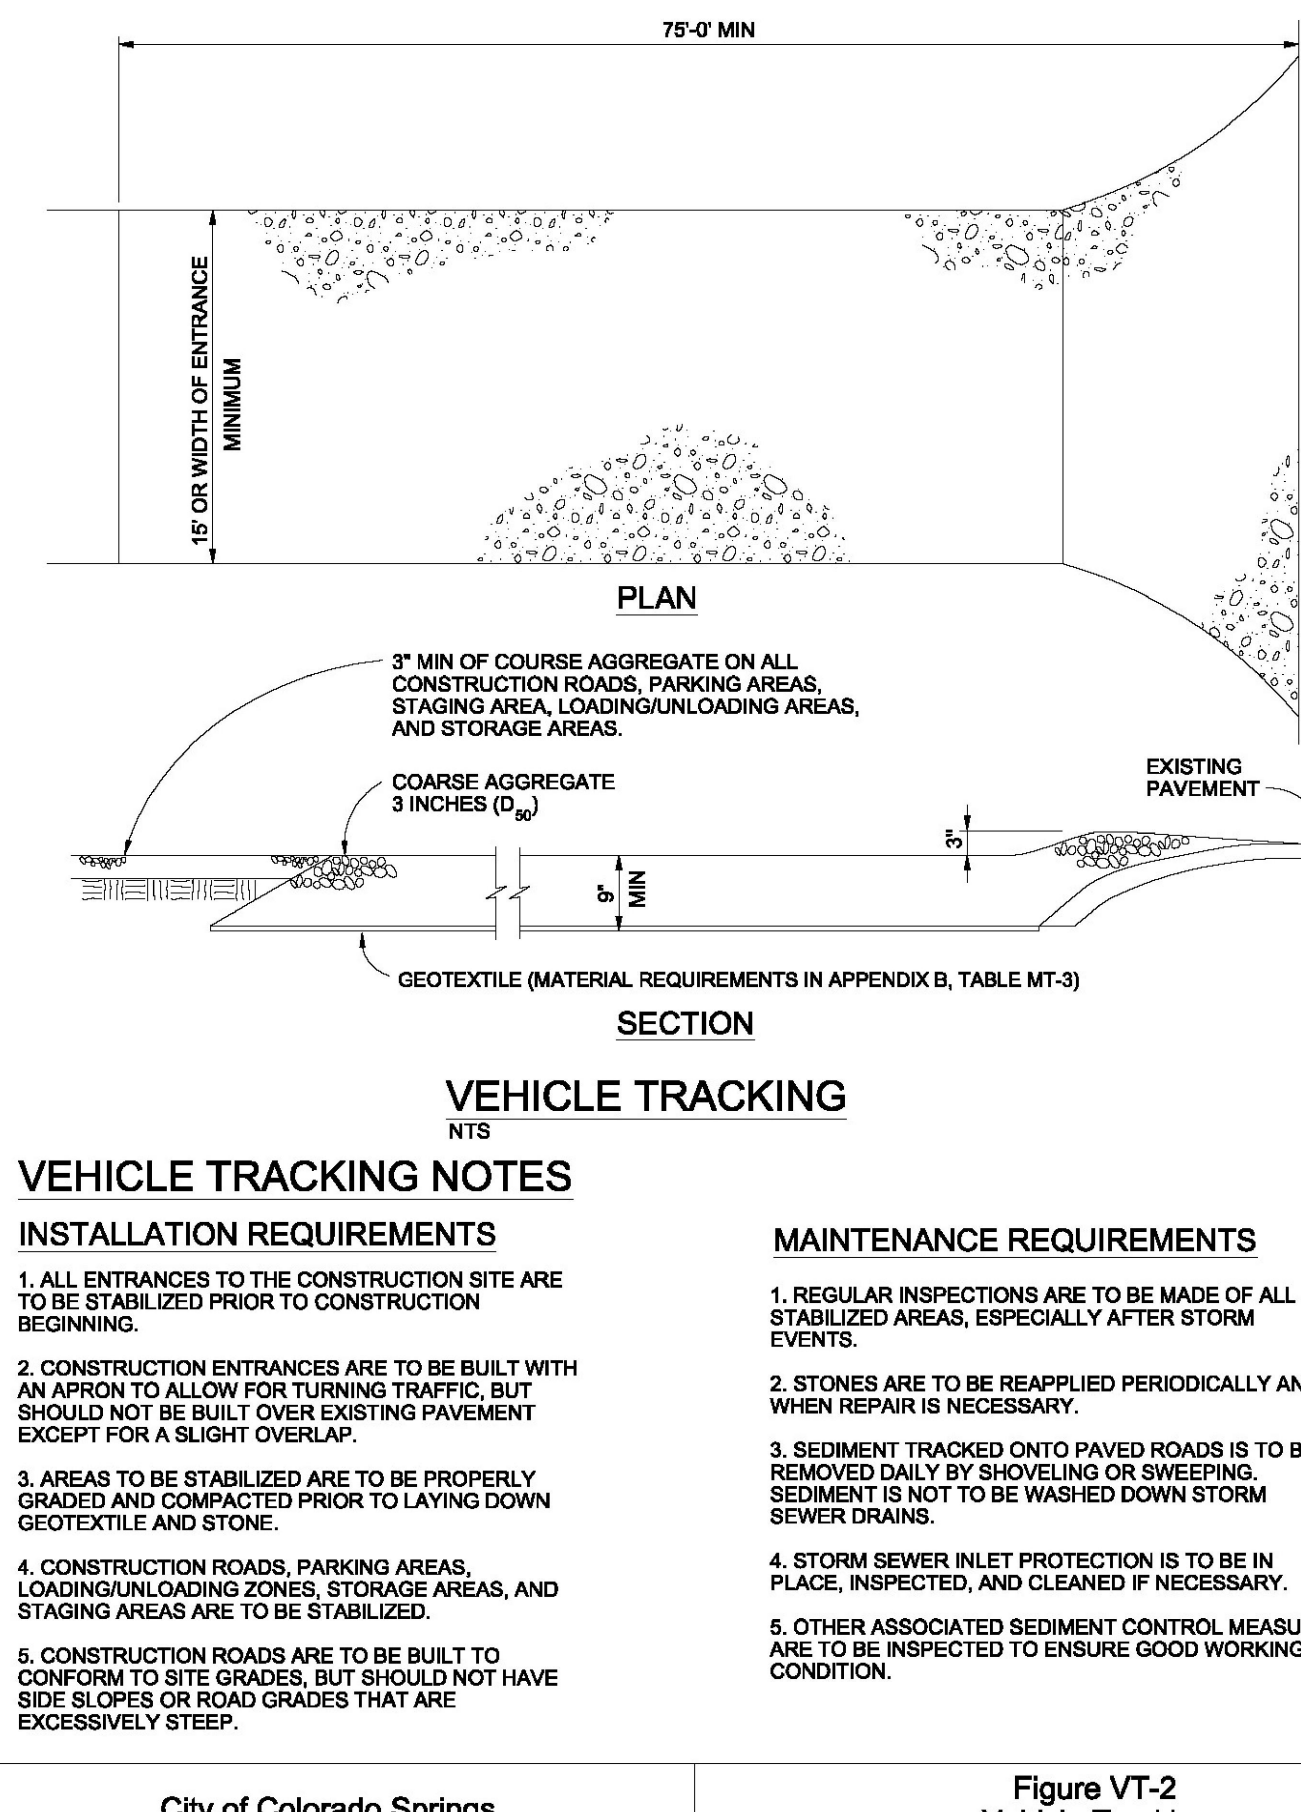 75'-0' MIN
15' OR WIDTH OF ENTRANCE
MINIMUM
PLAN
3" MIN OF COURSE AGGREGATE ON ALL
CONSTRUCTION ROADS, PARKING AREAS,
STAGING AREA, LOADING/UNLOADING AREAS,
AND STORAGE AREAS.
COARSE AGGREGATE
3 INCHES (D50)
EXISTING
PAVEMENT
3"
9"
MIN
GEOTEXTILE (MATERIAL REQUIREMENTS IN APPENDIX B, TABLE MT-3)
SECTION
VEHICLE TRACKING
NTS
VEHICLE TRACKING NOTES
INSTALLATION REQUIREMENTS
1. ALL ENTRANCES TO THE CONSTRUCTION SITE ARE
TO BE STABILIZED PRIOR TO CONSTRUCTION
BEGINNING.
2. CONSTRUCTION ENTRANCES ARE TO BE BUILT WITH
AN APRON TO ALLOW FOR TURNING TRAFFIC, BUT
SHOULD NOT BE BUILT OVER EXISTING PAVEMENT
EXCEPT FOR A SLIGHT OVERLAP.
3. AREAS TO BE STABILIZED ARE TO BE PROPERLY
GRADED AND COMPACTED PRIOR TO LAYING DOWN
GEOTEXTILE AND STONE.
4. CONSTRUCTION ROADS, PARKING AREAS,
LOADING/UNLOADING ZONES, STORAGE AREAS, AND
STAGING AREAS ARE TO BE STABILIZED.
5. CONSTRUCTION ROADS ARE TO BE BUILT TO
CONFORM TO SITE GRADES, BUT SHOULD NOT HAVE
SIDE SLOPES OR ROAD GRADES THAT ARE
EXCESSIVELY STEEP.
MAINTENANCE REQUIREMENTS
1. REGULAR INSPECTIONS ARE TO BE MADE OF ALL
STABILIZED AREAS, ESPECIALLY AFTER STORM
EVENTS.
2. STONES ARE TO BE REAPPLIED PERIODICALLY AN
WHEN REPAIR IS NECESSARY.
3. SEDIMENT TRACKED ONTO PAVED ROADS IS TO B
REMOVED DAILY BY SHOVELING OR SWEEPING.
SEDIMENT IS NOT TO BE WASHED DOWN STORM
SEWER DRAINS.
4. STORM SEWER INLET PROTECTION IS TO BE IN
PLACE, INSPECTED, AND CLEANED IF NECESSARY.
5. OTHER ASSOCIATED SEDIMENT CONTROL MEASU
ARE TO BE INSPECTED TO ENSURE GOOD WORKING
CONDITION.
City of Colorado Springs
Figure VT-2